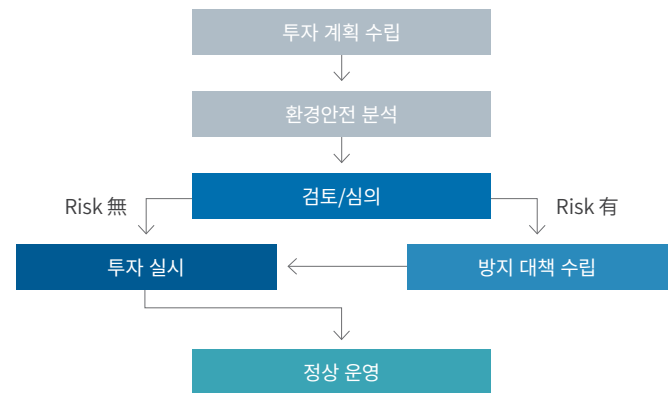 투자 계획 수립
환경안전 분석
검토/심의
Risk 無
Risk 有
투자 실시
방지 대책 수립
정상 운영